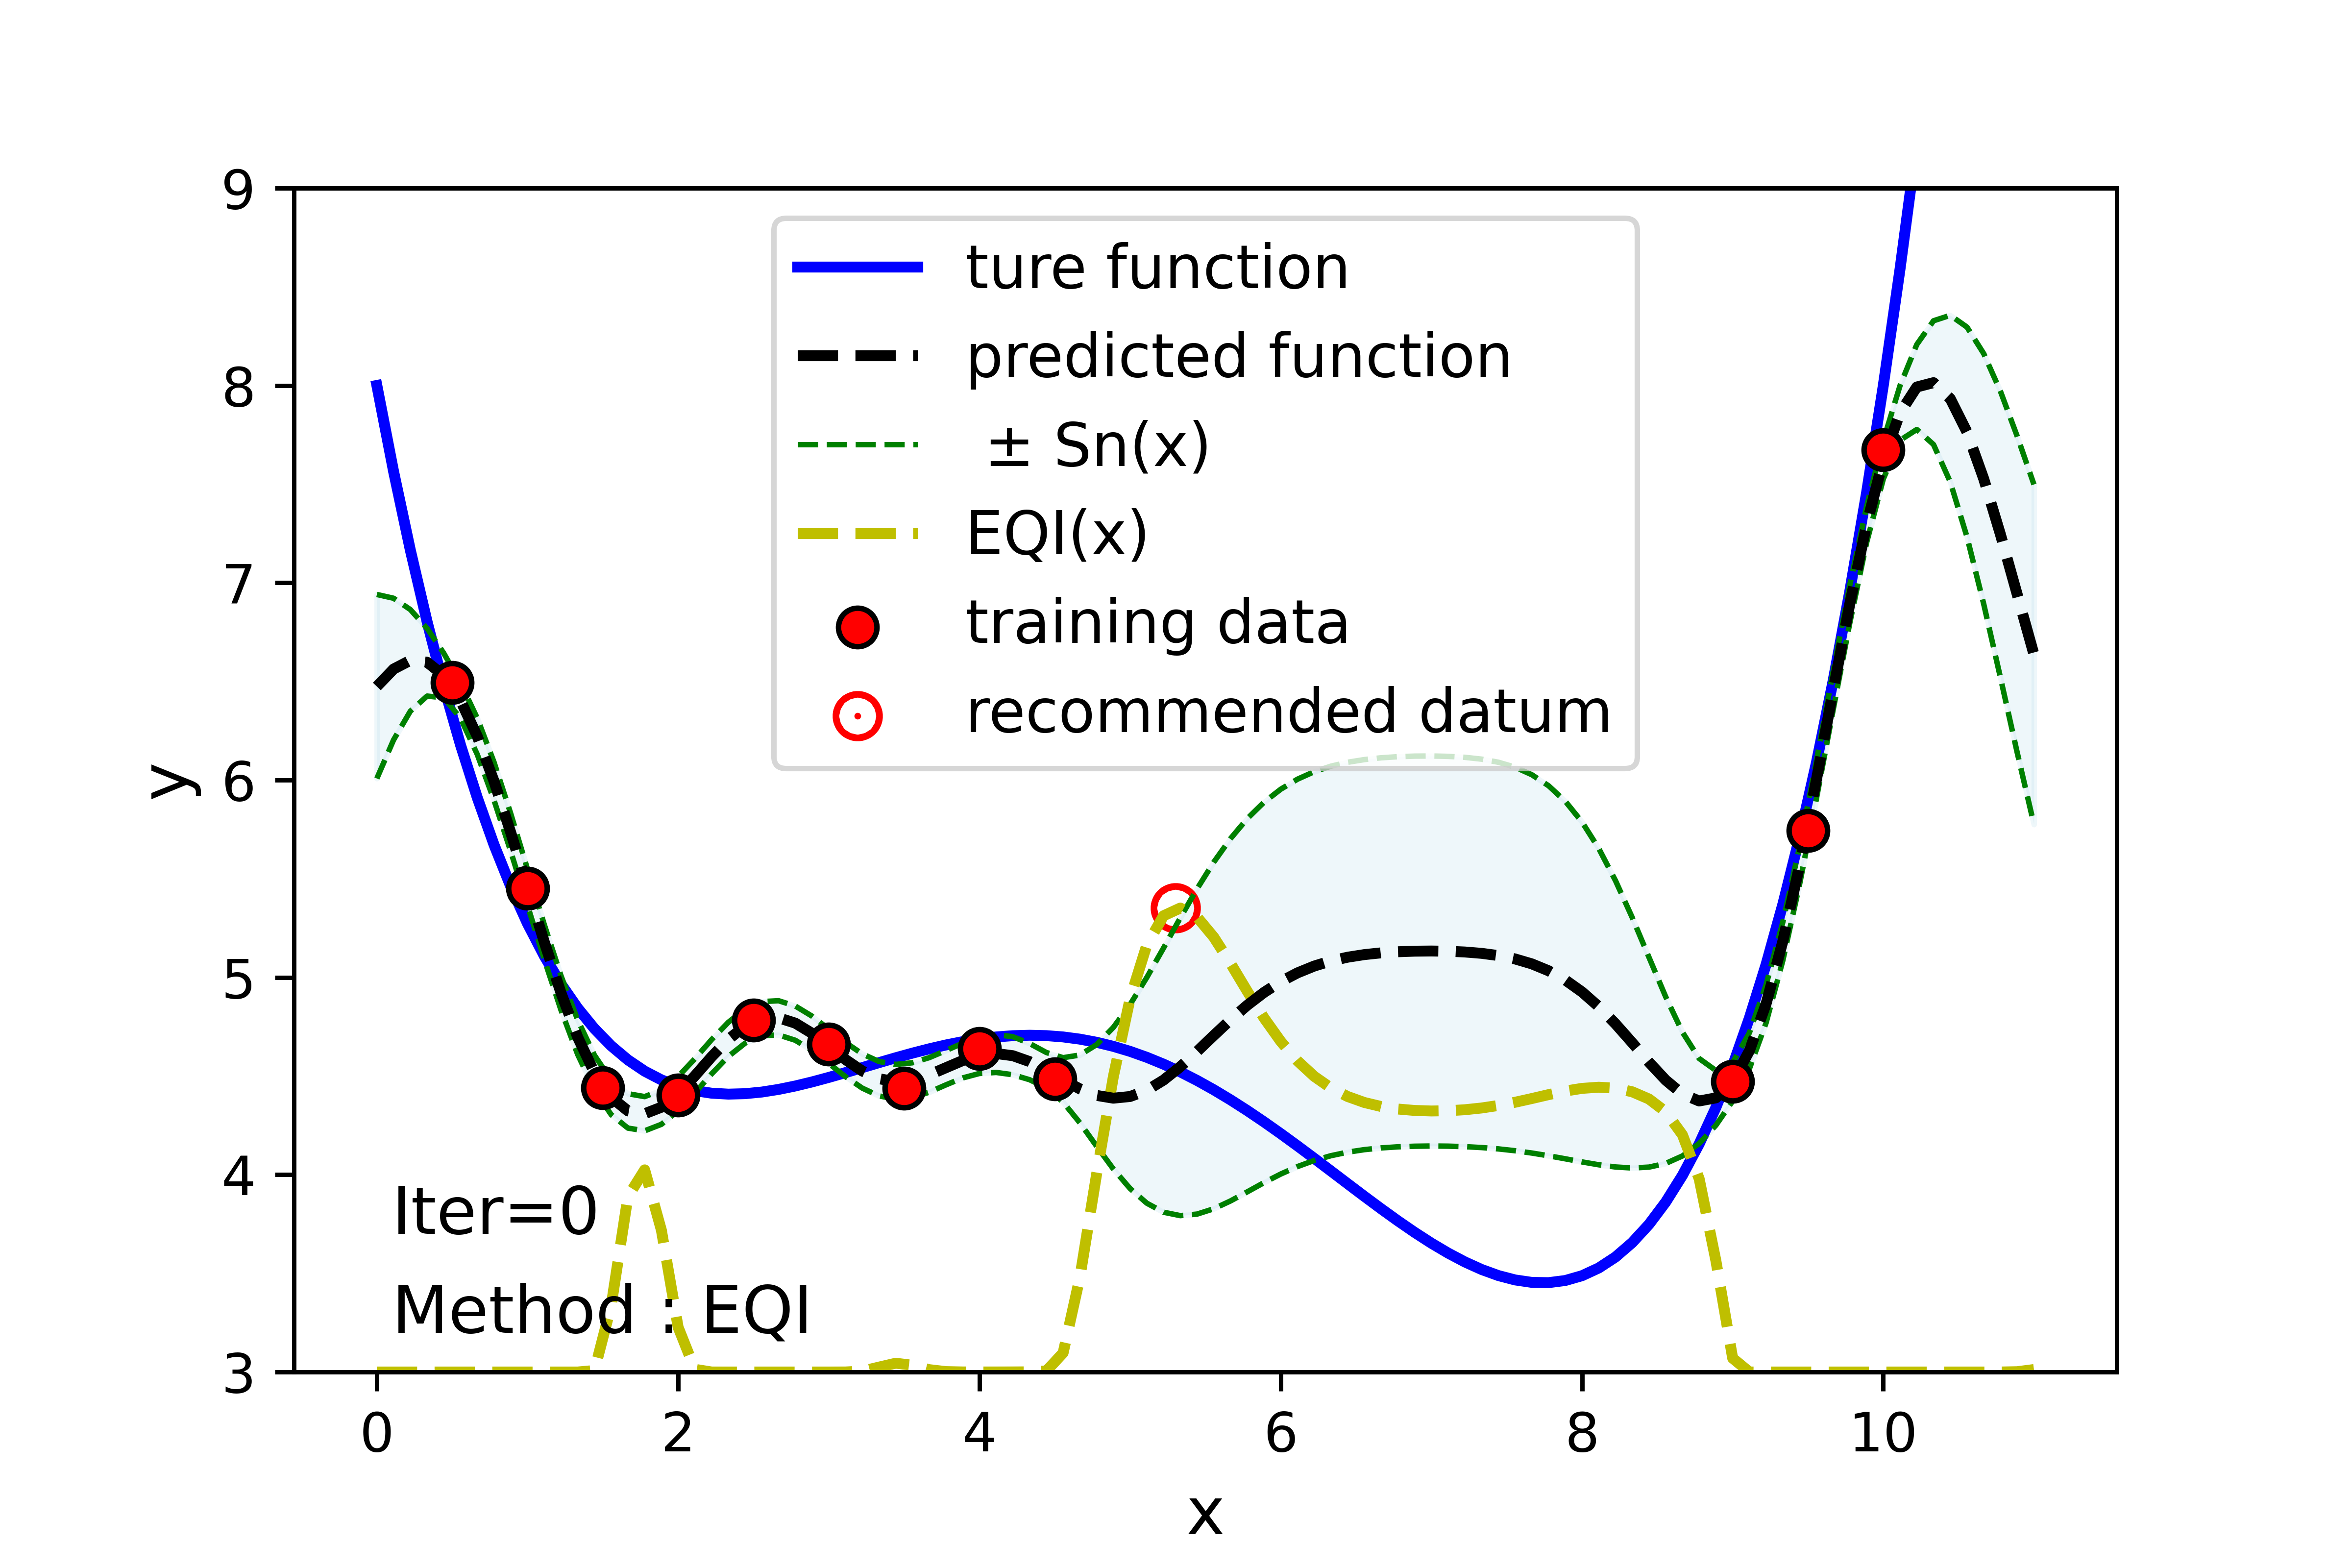 9
8
7
6
5
4
3
y
ture function
predicted function
± Sn(x)
EQI(x)
training data
recommended datum
Iter=0
Method : EQI
0 2 4 6 8 10
x